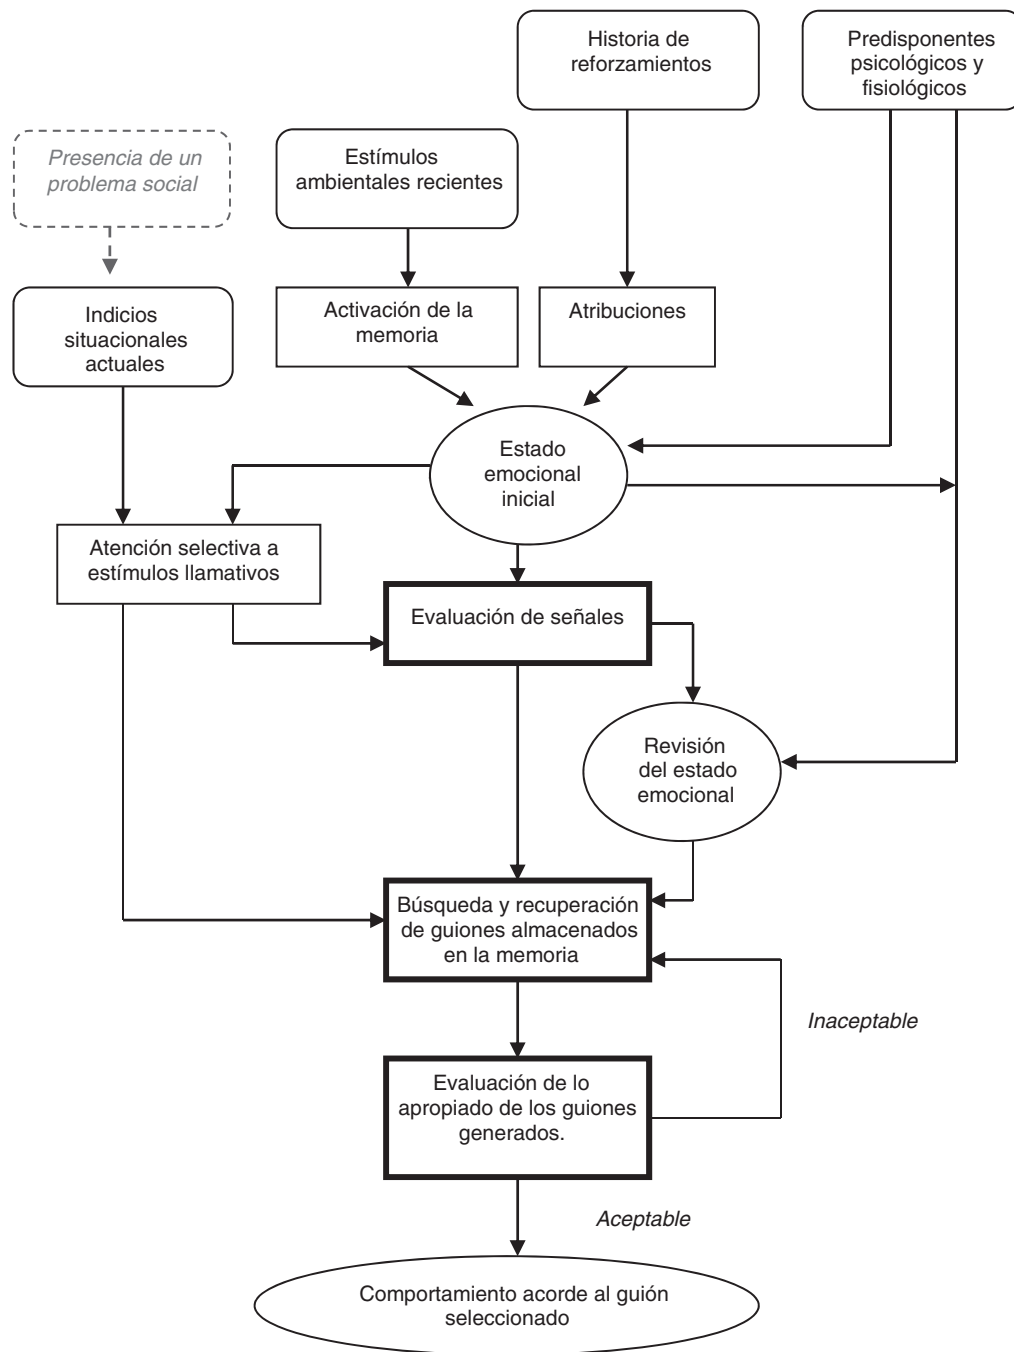 Historia de
reforzamientos
Predisponentes
psicológicos y
fisiológicos
Presencia de un
problema social
Estímulos
ambientales recientes
Indicios
situacionales
actuales
Activación de la
memoria
Atribuciones
Estado
emocional
inicial
Atención selectiva a
estímulos llamativos
Evaluación de señales
Revisión
del estado
emocional
Búsqueda y recuperación
de guiones almacenados
en la memoria
Inaceptable
Evaluación de lo
apropiado de los guiones
generados.
Aceptable
Comportamiento acorde al guión
seleccionado